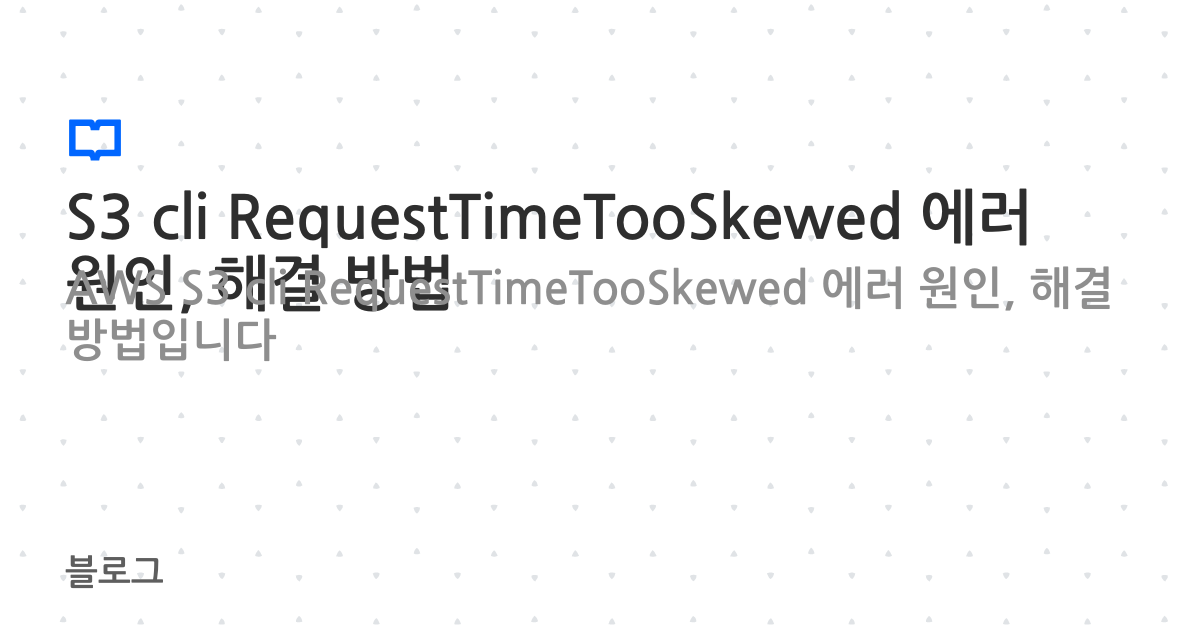 S3 cli RequestTimeTooSkewed 에러
원인, 해결 방법
AWS S3 cli RequestTimeTooSkewed 에러 원인, 해결
방법입니다
블로그